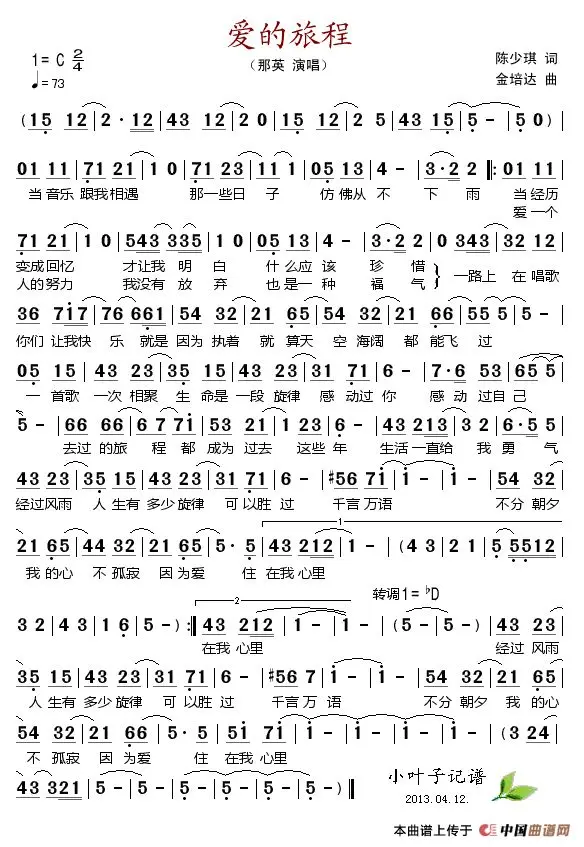 爱的旅程
1= C 2/4
♩= 73
（那英 演唱）
陈少琪 词
金培达 曲
(15 12 | 2· 12 | 43 12 | 2 0 | 15 12 | 2 5 | 43 15 | 5 - | 5 0) |
01 11 | 71 21 | 1 0 | 71 23 | 11 1 | 05 13 | 4 - | 3·2 2 ‖: 01 11 |
当音乐 跟我相遇 那一些日 子 仿佛从 不 下 雨 当经历
爱一个
71 21 | 1 0 | 543 335 | 1 0 | 05 13 | 4 - | 3·2 2 | 0 343 | 32 12 |
变成回忆 才让我 明 白 什么应 该 珍 惜
人的努力 我没有 放 弃 也是一 种 福 气
一路上 在唱歌
36 717 | 76 661 | 54 32 | 21 65 | 54 32 | 21 66 | 55 5 | 5 - |
你们 让我快 乐 就是 因为 执着 就 算天 空 海阔 都 能飞 过
05 15 | 43 23 | 35 15 | 43 23 | 31 71 | 6 - | 7·6 53 | 65 5 |
一 首歌 一次 相聚 生 命是 一段 旋律 感 动过 你 感 动 过自 己
5 - | 66 66 | 6 7 71 | 53 23 | 53 2 | 43 213 | 3 2 | 6·5 5 |
去过 的旅 程 都 成为 过去 这些 年 生活 一直给 我 勇 气
43 23 | 35 15 | 43 23 | 31 71 | 6 - | #56 71 | 1 - | 1 - | 54 32 |
经过风雨 人 生有 多少旋律 可 以胜 过 千言万语 不分 朝夕
1
21 65 | 44 32 | 21 65 | 5· 5 | 43 212 | 1 - | (43 | 21 | 5 5512 |
我 的心 不 孤寂 因 为爱 住 在我 心里
2
转调1= ♭D
3 2 | 4 3 | 1 6 | 5 - | 5 -) :‖ 43 212 | 1 - | 1 - | (5 - | 5 -) | 43 23 |
在我 心里
经过 风雨
35 15 | 43 23 | 31 71 | 6 - | #56 7 | 1 - | 1 - | 54 32 | 21 65 |
人 生有 多少旋律 可 以胜 过 千言万 语 不分 朝夕 我 的心
54 32 | 21 66 | 5· 5 | 51 71 | 1 - | 1 - | 1 - | 1 - | (3 24 |
不 孤寂 因 为爱 住 在我 心里
43 321 | 5 - | 5 - | 5 - | 5 -) ‖
小叶子记谱
2013.04.12.
本曲谱上传于 中国曲谱网